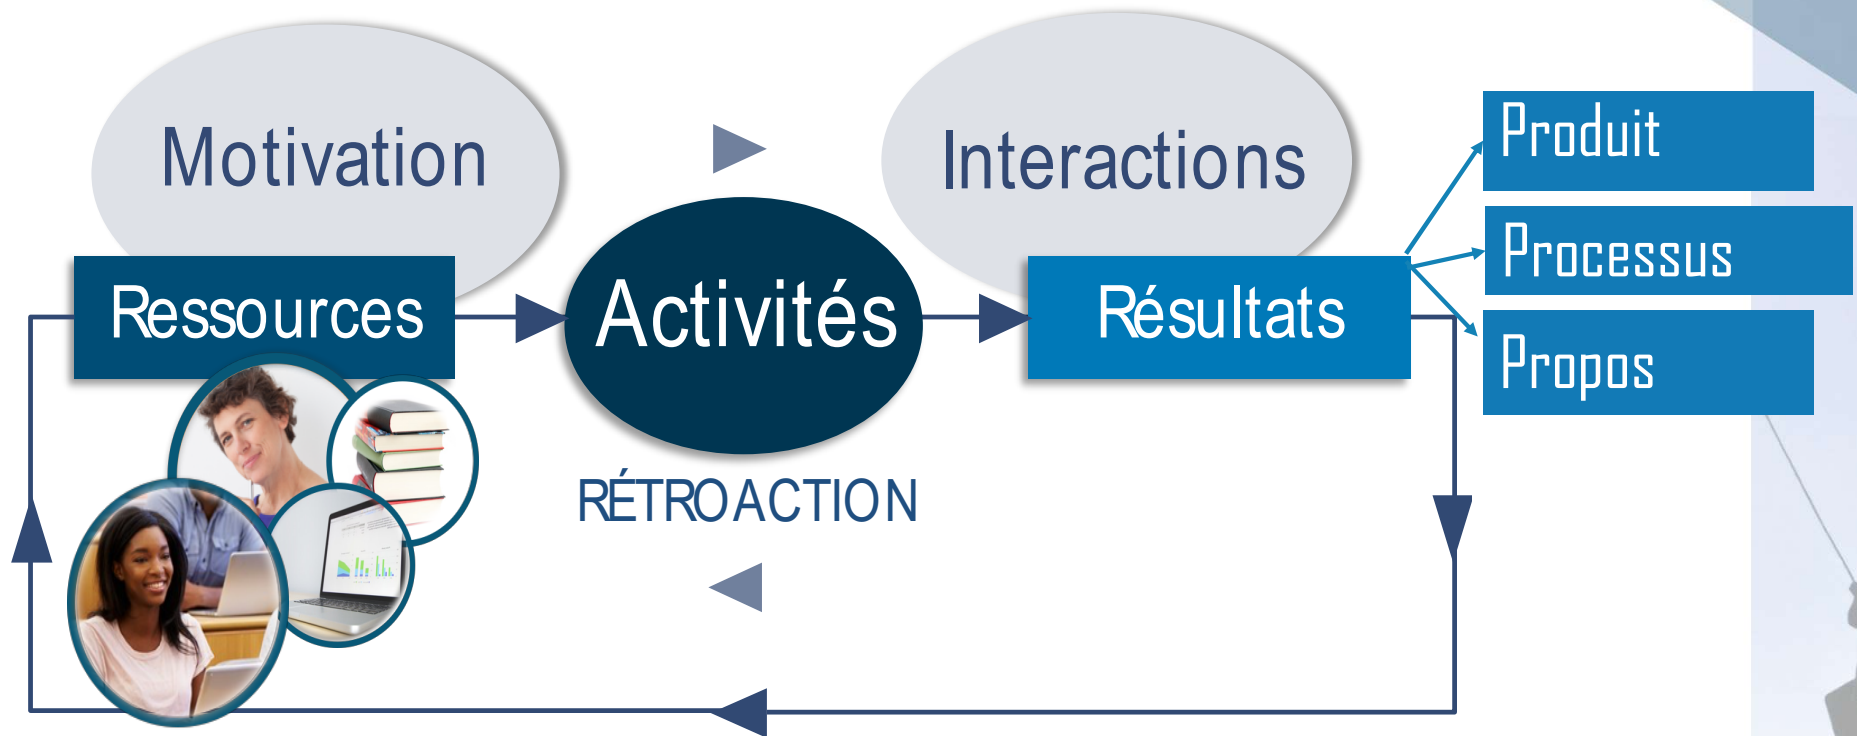 Motivation
Interactions
Produit
Processus
Propos
Ressources
Activités
Résultats
RÉTROACTION